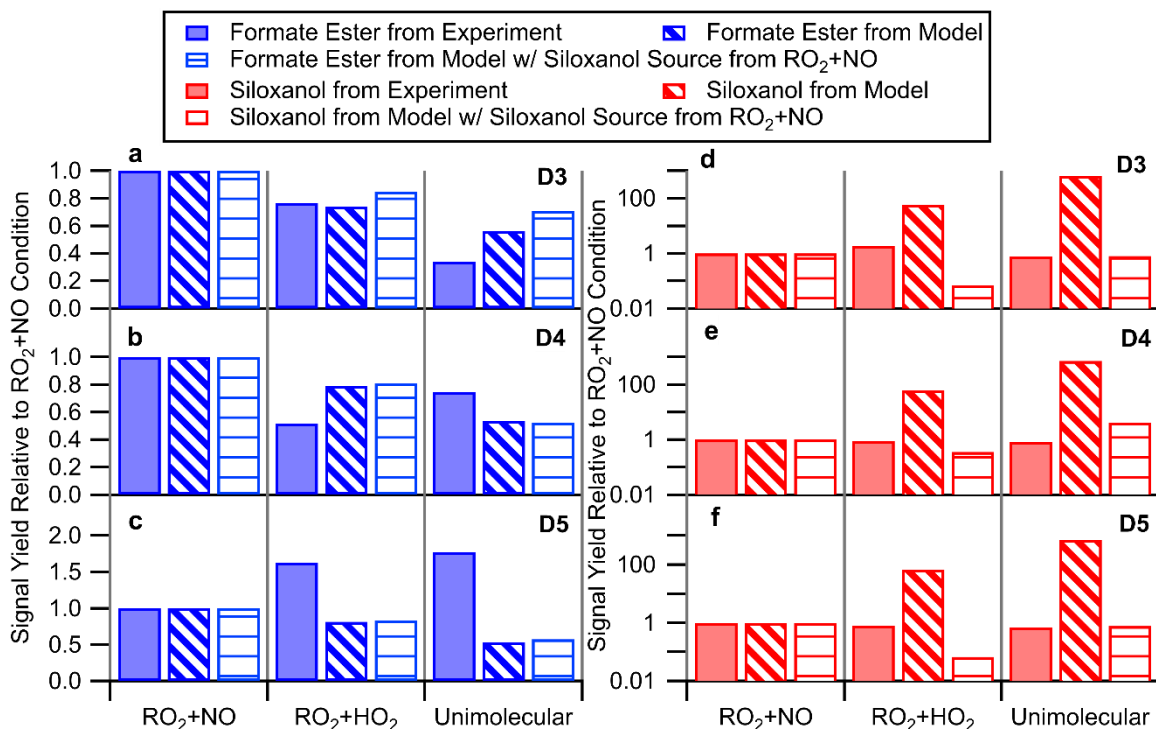 Formate Ester from Experiment Formate Ester from Model
Formate Ester from Model w/ Siloxanol Source from RO₂+NO
Siloxanol from Experiment Siloxanol from Model
Siloxanol from Model w/ Siloxanol Source from RO₂+NO
Signal Yield Relative to RO₂+NO Condition
a
D3
1.0
0.8
0.6
0.4
0.2
0.0
b
D4
1.0
0.8
0.6
0.4
0.2
0.0
c
D5
2.0
1.5
1.0
0.5
0.0
RO₂+NO RO₂+HO₂ Unimolecular
Signal Yield Relative to RO₂+NO Condition
d
D3
100
1
0.01
e
D4
100
1
0.01
f
D5
100
1
0.01
RO₂+NO RO₂+HO₂ Unimolecular